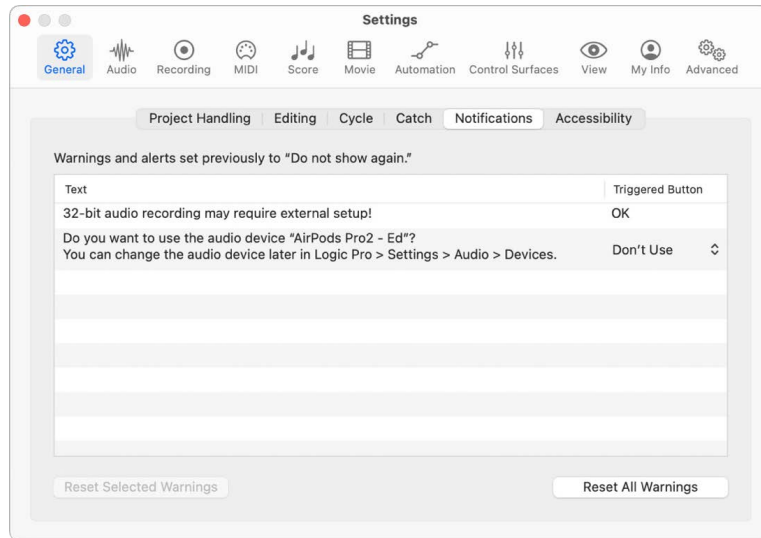 Settings
General Audio Recording MIDI Score Movie Automation Control Surfaces View My Info Advanced
Project Handling Editing Cycle Catch Notifications Accessibility
Warnings and alerts set previously to “Do not show again.”
Text Triggered Button
32-bit audio recording may require external setup! OK
Do you want to use the audio device “AirPods Pro2 - Ed”?
You can change the audio device later in Logic Pro > Settings > Audio > Devices. Don’t Use
Reset Selected Warnings Reset All Warnings